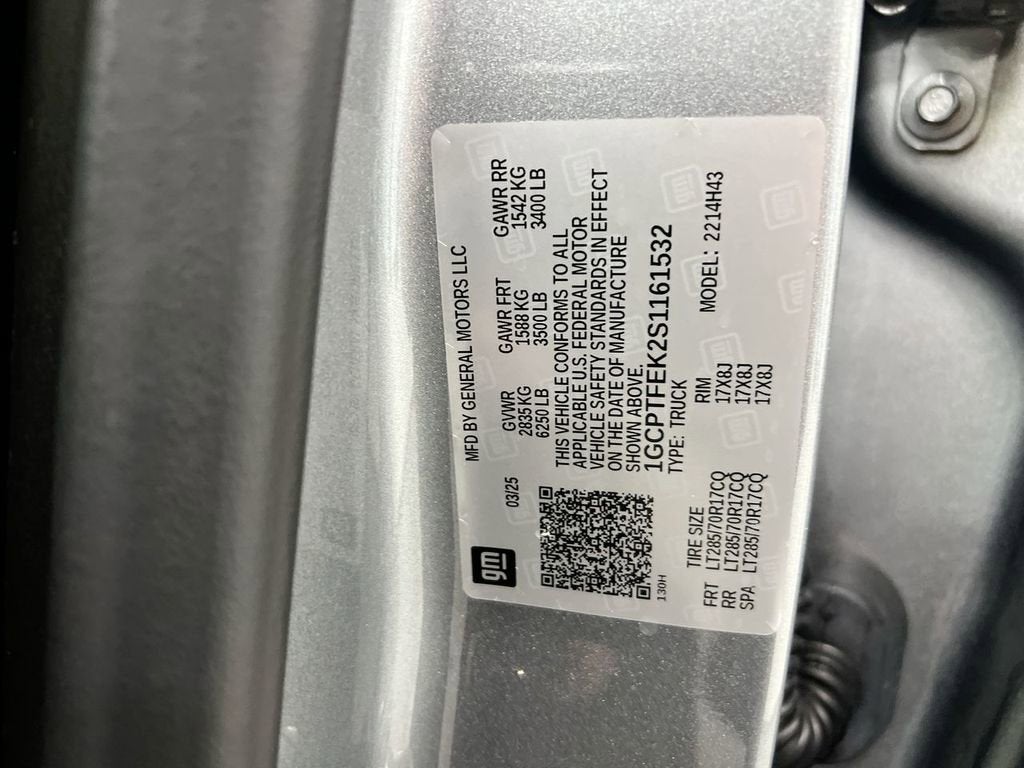 gm
MFD BY GENERAL MOTORS LLC
03/25
GVWR GAWR FRT GAWR RR
2835 KG 1588 KG 1542 KG
6250 LB 3500 LB 3400 LB
THIS VEHICLE CONFORMS TO ALL
APPLICABLE U.S. FEDERAL MOTOR
VEHICLE SAFETY STANDARDS IN EFFECT
ON THE DATE OF MANUFACTURE
SHOWN ABOVE.
1GCPTFEK2S1161532
TYPE: TRUCK
130H
TIRE SIZE RIM MODEL: 2214H43
FRT LT285/70R17CQ 17X8J
RR LT285/70R17CQ 17X8J
SPA LT285/70R17CQ 17X8J